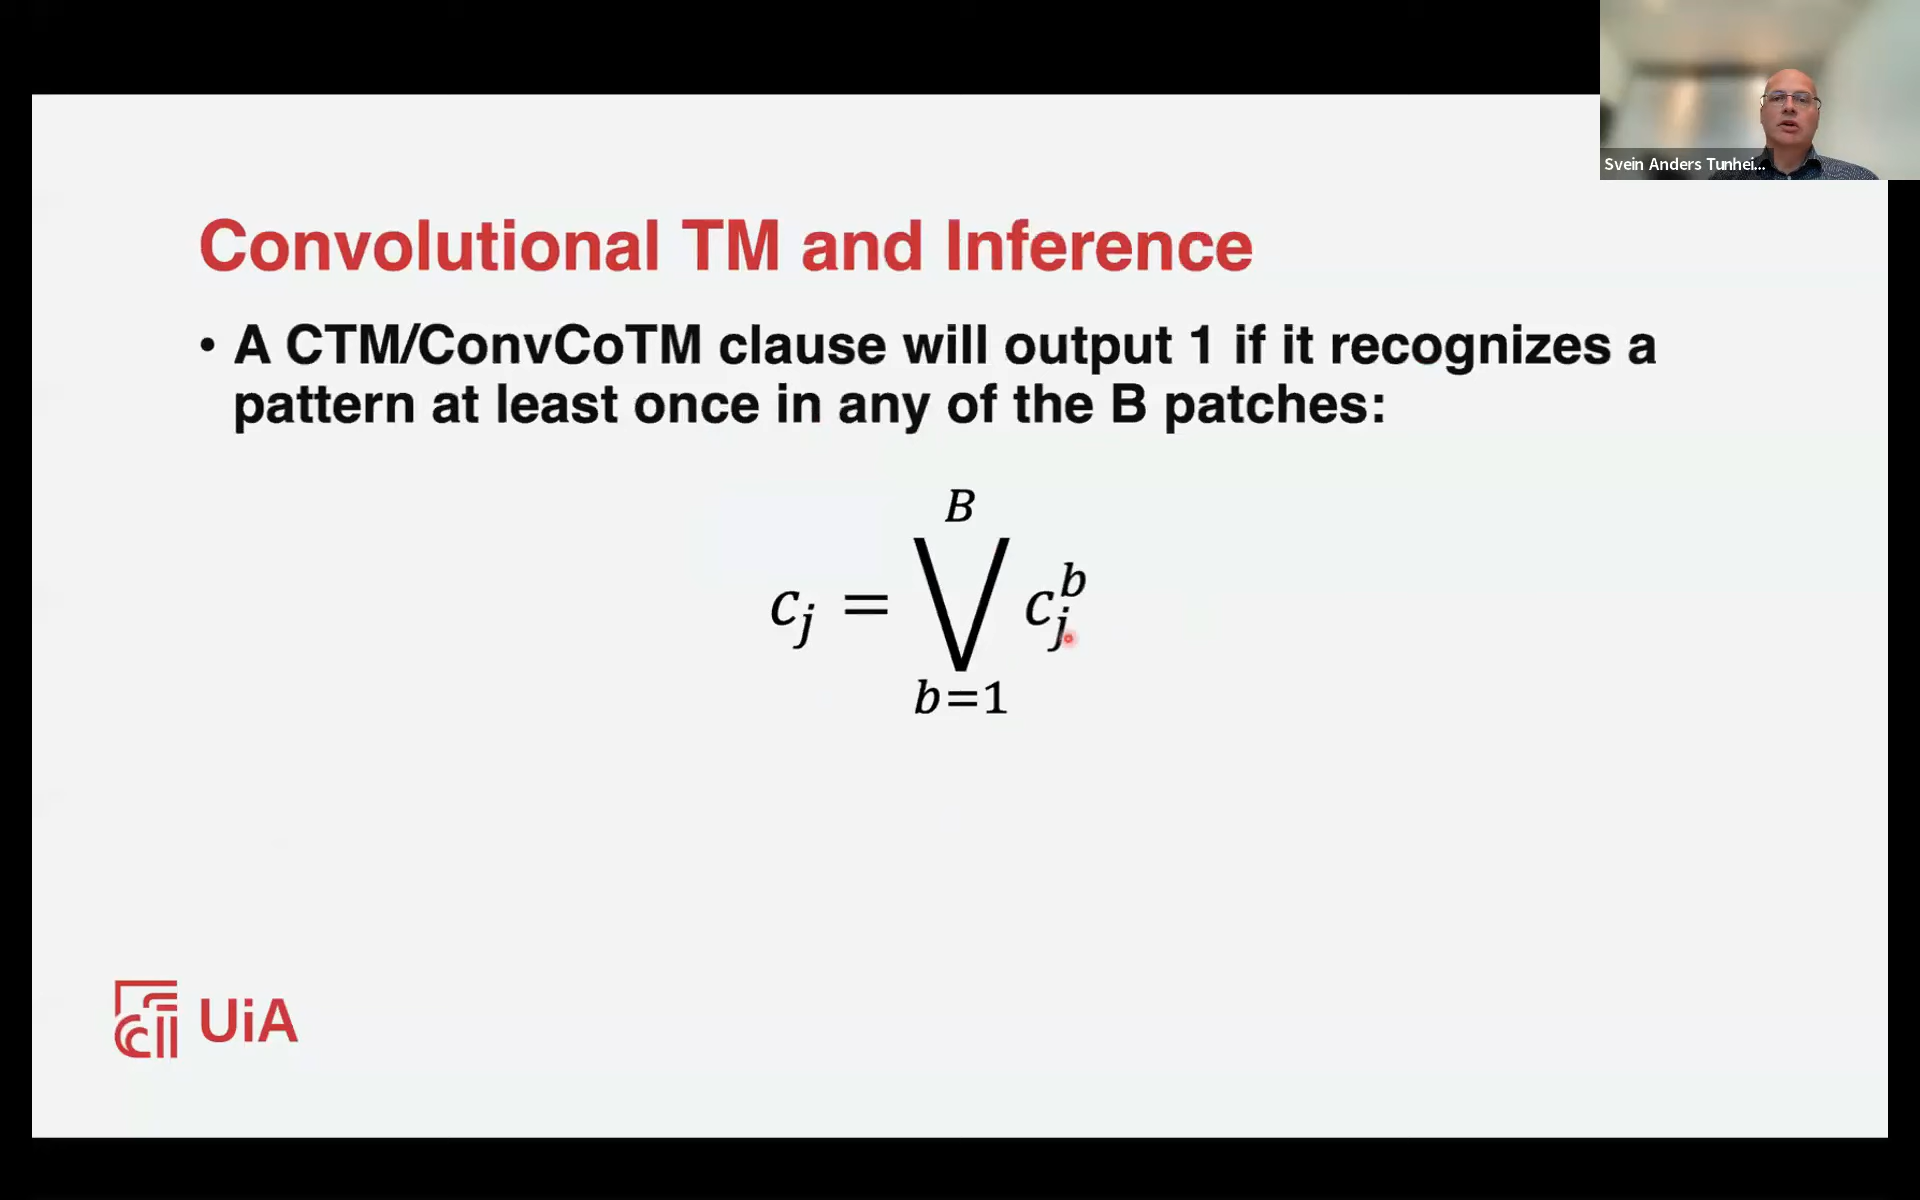 Svein Anders Tunhei...
Convolutional TM and Inference
• A CTM/ConvCoTM clause will output 1 if it recognizes a
pattern at least once in any of the B patches:
B
c_j = ⋁ c_j^b
b=1
UiA